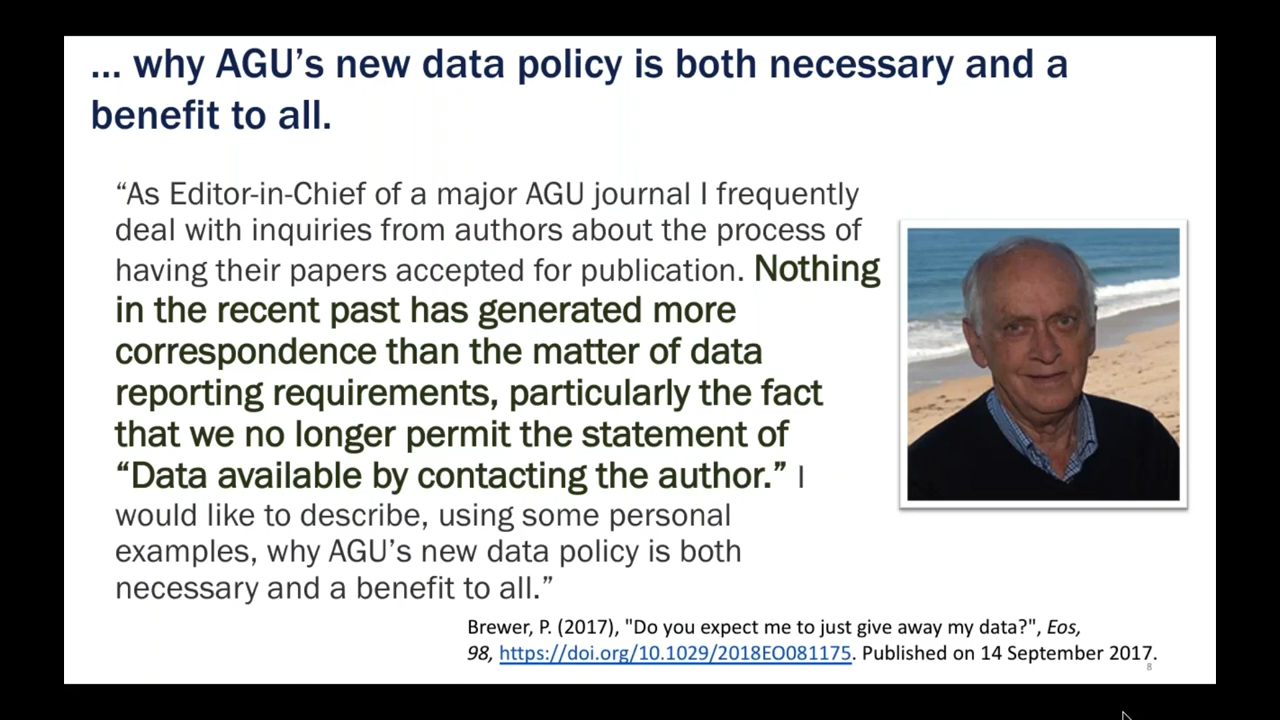 ... why AGU’s new data policy is both necessary and a
benefit to all.
“As Editor-in-Chief of a major AGU journal I frequently
deal with inquiries from authors about the process of
having their papers accepted for publication. Nothing
in the recent past has generated more
correspondence than the matter of data
reporting requirements, particularly the fact
that we no longer permit the statement of
“Data available by contacting the author.” I
would like to describe, using some personal
examples, why AGU’s new data policy is both
necessary and a benefit to all.”
Brewer, P. (2017), "Do you expect me to just give away my data?", Eos,
98, https://doi.org/10.1029/2018EO081175. Published on 14 September 2017.
8